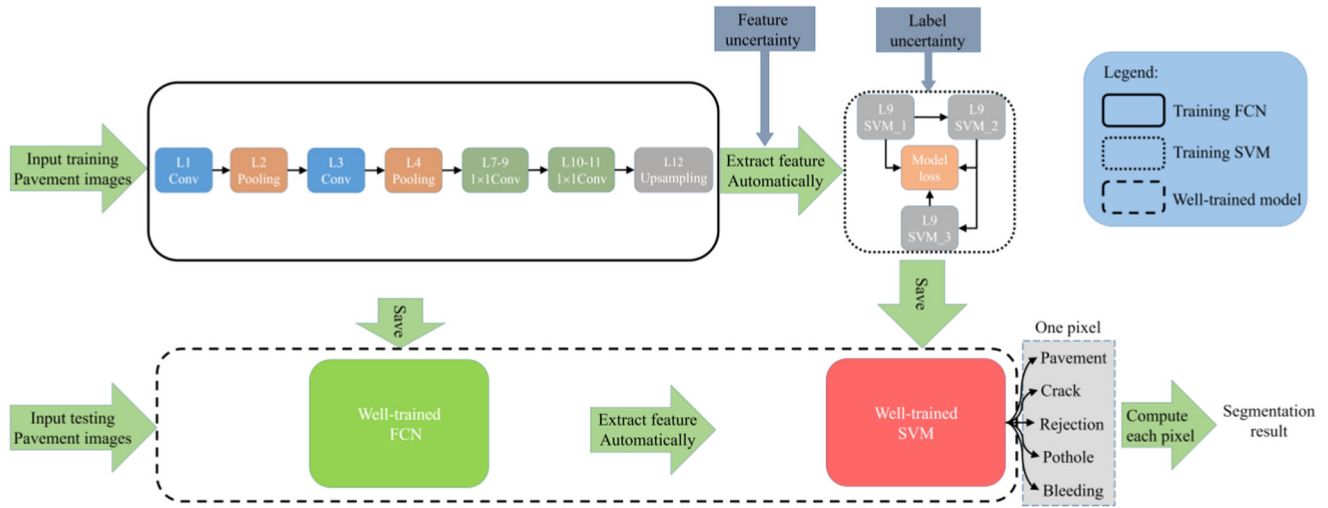 Feature
uncertainty
Label
uncertainty
Legend:
Training FCN
Training SVM
Well-trained model
Input training
Pavement images
L1
Conv
L2
Pooling
L3
Conv
L4
Pooling
L7-9
1×1Conv
L10-11
1×1Conv
L12
Upsampling
Extract feature
Automatically
L9
SVM_1
L9
SVM_2
Model
loss
L9
SVM_3
Save
Save
Input testing
Pavement images
Well-trained
FCN
Extract feature
Automatically
Well-trained
SVM
One pixel
Pavement
Crack
Rejection
Pothole
Bleeding
Compute
each pixel
Segmentation
result